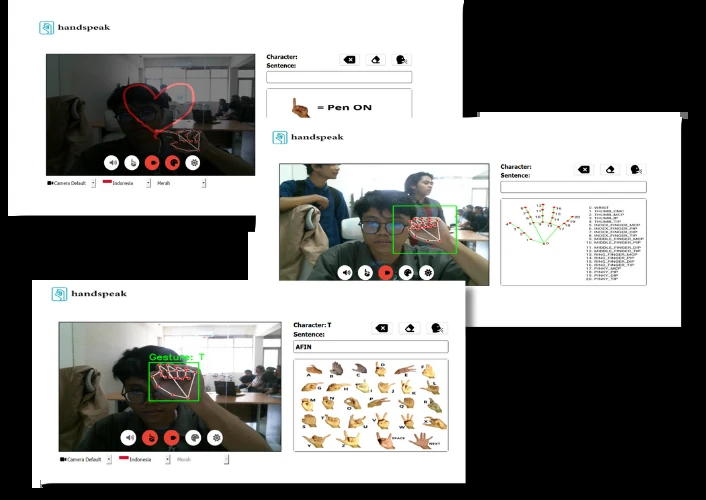 handspeak
Character:
Sentence:
= Pen ON
Camera Default
Indonesia
Merah
handspeak
Character:
Sentence:
0. WRIST
1. THUMB_CMC
2. THUMB_MCP
3. THUMB_IP
4. THUMB_TIP
5. INDEX_FINGER_MCP
6. INDEX_FINGER_PIP
7. INDEX_FINGER_DIP
8. INDEX_FINGER_TIP
9. MIDDLE_FINGER_MCP
10. MIDDLE_FINGER_PIP
11. MIDDLE_FINGER_DIP
12. MIDDLE_FINGER_TIP
13. RING_FINGER_MCP
14. RING_FINGER_PIP
15. RING_FINGER_DIP
16. RING_FINGER_TIP
17. PINKY_MCP
18. PINKY_PIP
19. PINKY_DIP
20. PINKY_TIP
handspeak
Character: T
Sentence:
AFIN
Gesture: T
A B C D E F
G H I J K L
M N O P Q R
S T U V W X
Y Z SPACE NEXT
Camera Default
Indonesia
Merah